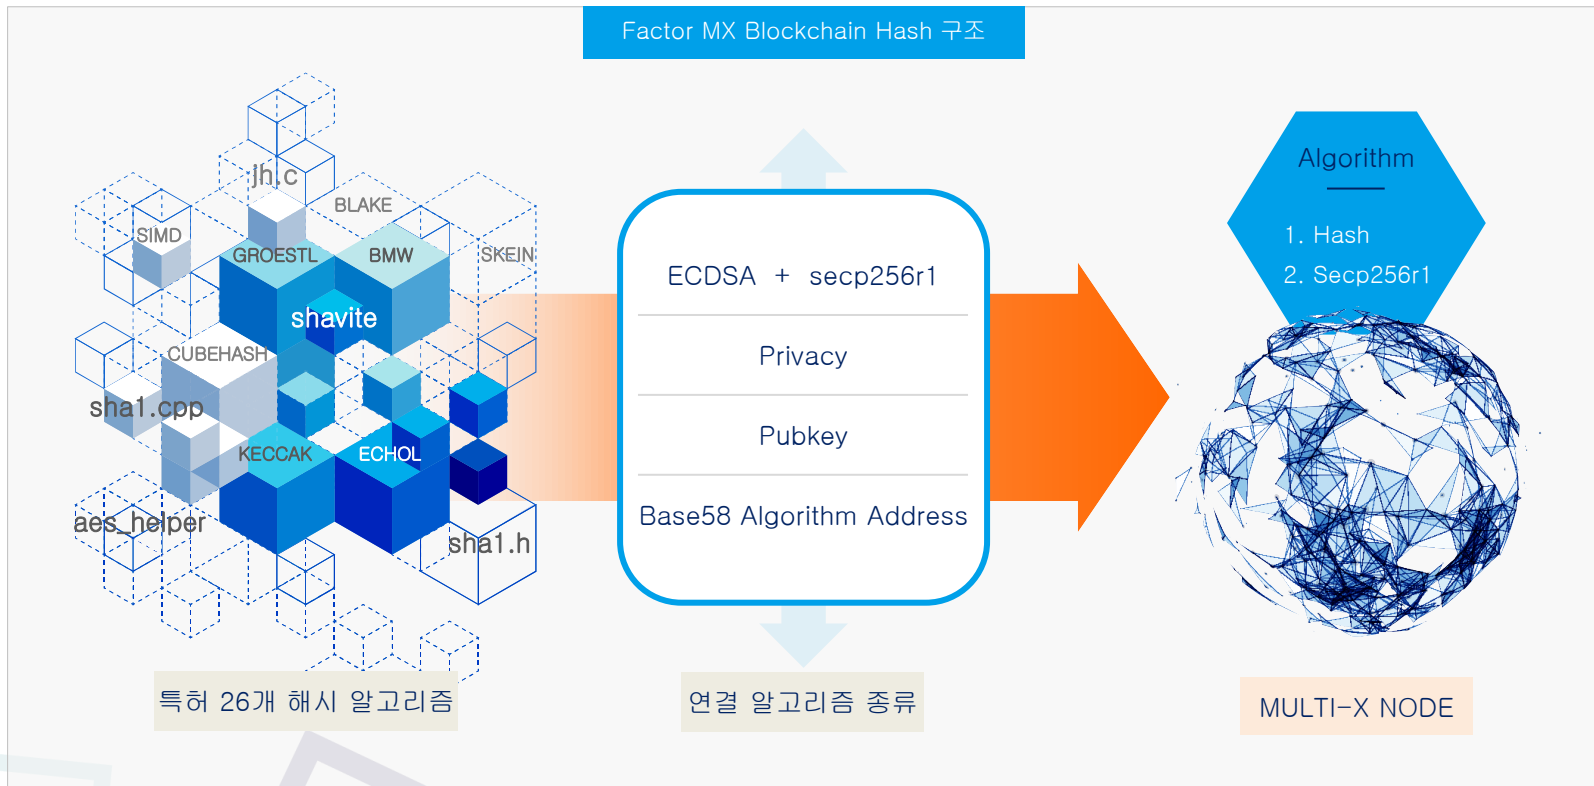 Factor MX Blockchain Hash 구조
jh.c
BLAKE
SIMD
GROESTL
BMW
SKEIN
shavite
CUBEHASH
sha1.cpp
KECCAK
ECHOL
aes_helper
sha1.h
특허 26개 해시 알고리즘
ECDSA + secp256r1
Privacy
Pubkey
Base58 Algorithm Address
연결 알고리즘 종류
Algorithm
1. Hash
2. Secp256r1
MULTI-X NODE